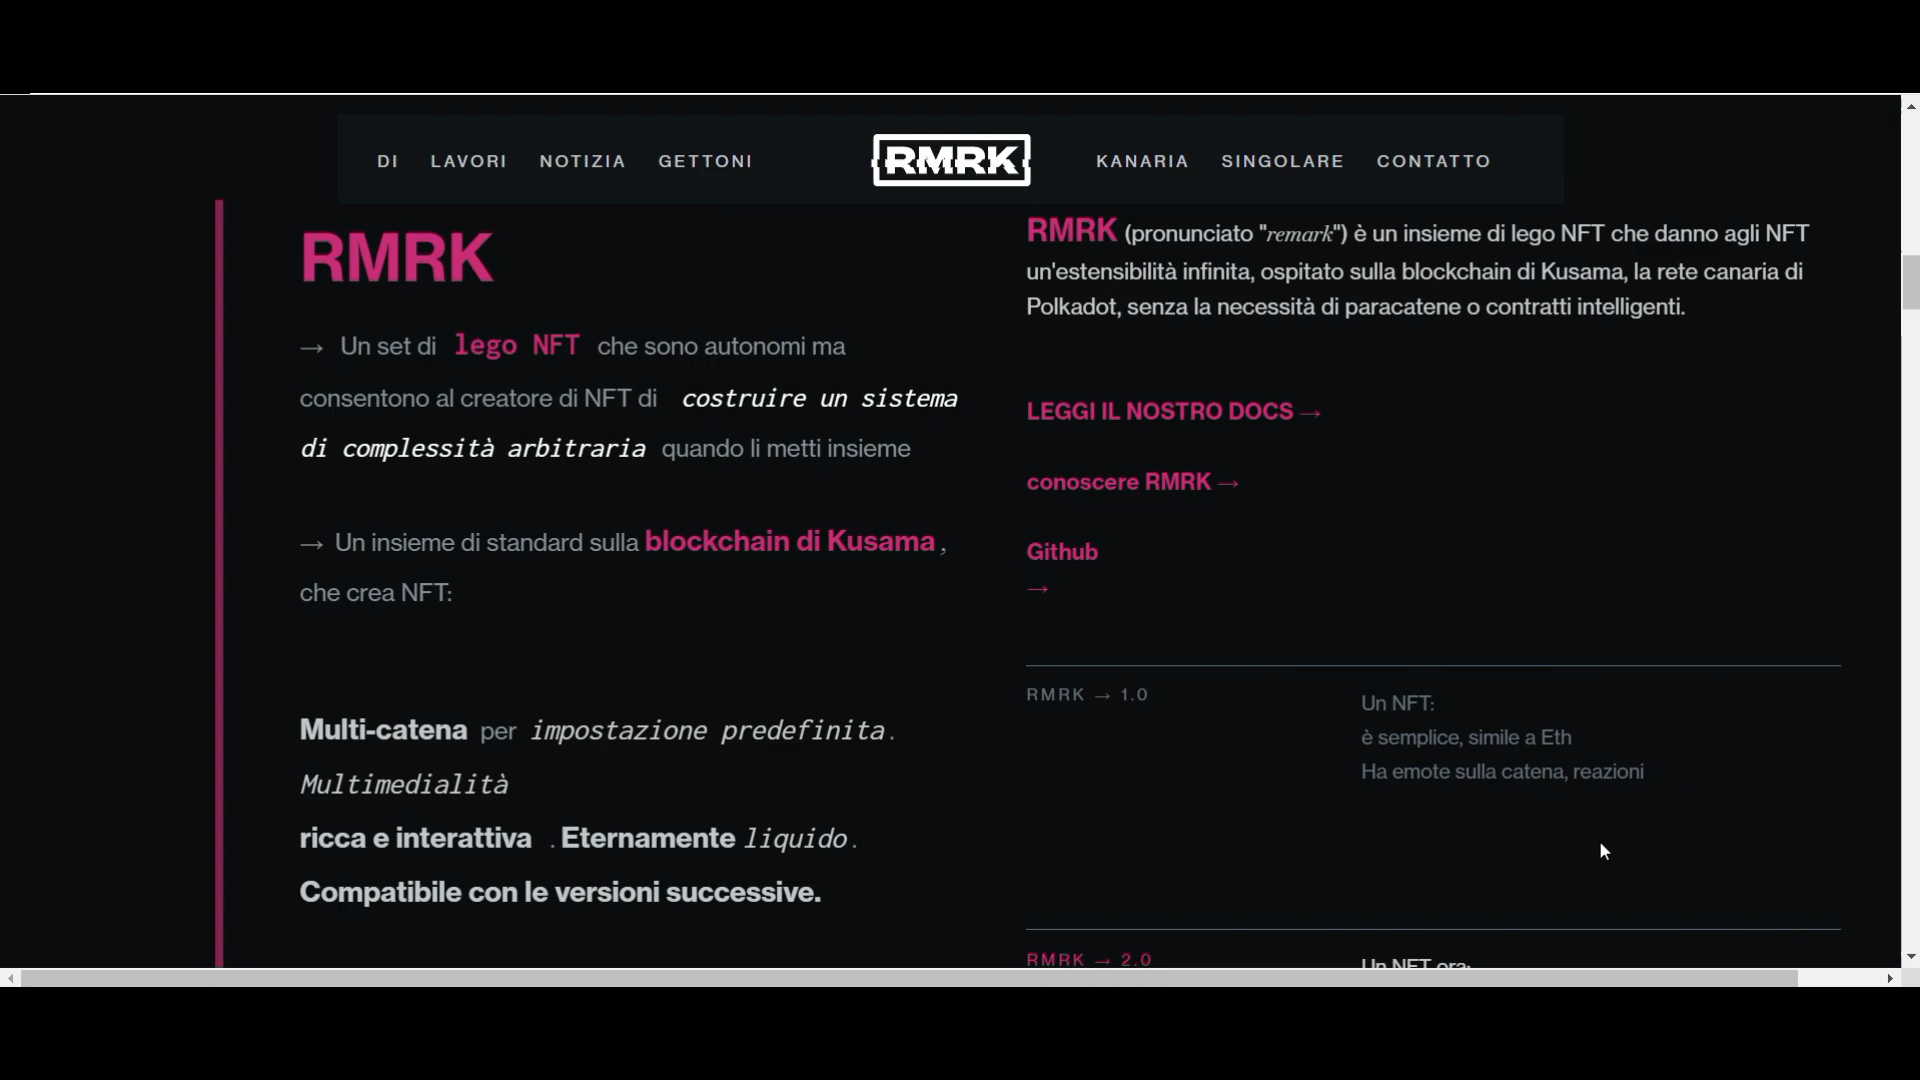 DI LAVORI NOTIZIA GETTONI RMRK KANARIA SINGOLARE CONTATTO
RMRK
→ Un set di lego NFT che sono autonomi ma
consentono al creatore di NFT di costruire un sistema
di complessità arbitraria quando li metti insieme
→ Un insieme di standard sulla blockchain di Kusama ,
che crea NFT:
Multi-catena per impostazione predefinita.
Multimedialità
ricca e interattiva . Eternamente liquido.
Compatibile con le versioni successive.
RMRK (pronunciato "remark") è un insieme di lego NFT che danno agli NFT
un'estensibilità infinita, ospitato sulla blockchain di Kusama, la rete canaria di
Polkadot, senza la necessità di paracatene o contratti intelligenti.
LEGGI IL NOSTRO DOCS →
conoscere RMRK →
Github
→
RMRK → 1.0
Un NFT:
è semplice, simile a Eth
Ha emote sulla catena, reazioni
RMRK → 2.0
Un NFT ora: